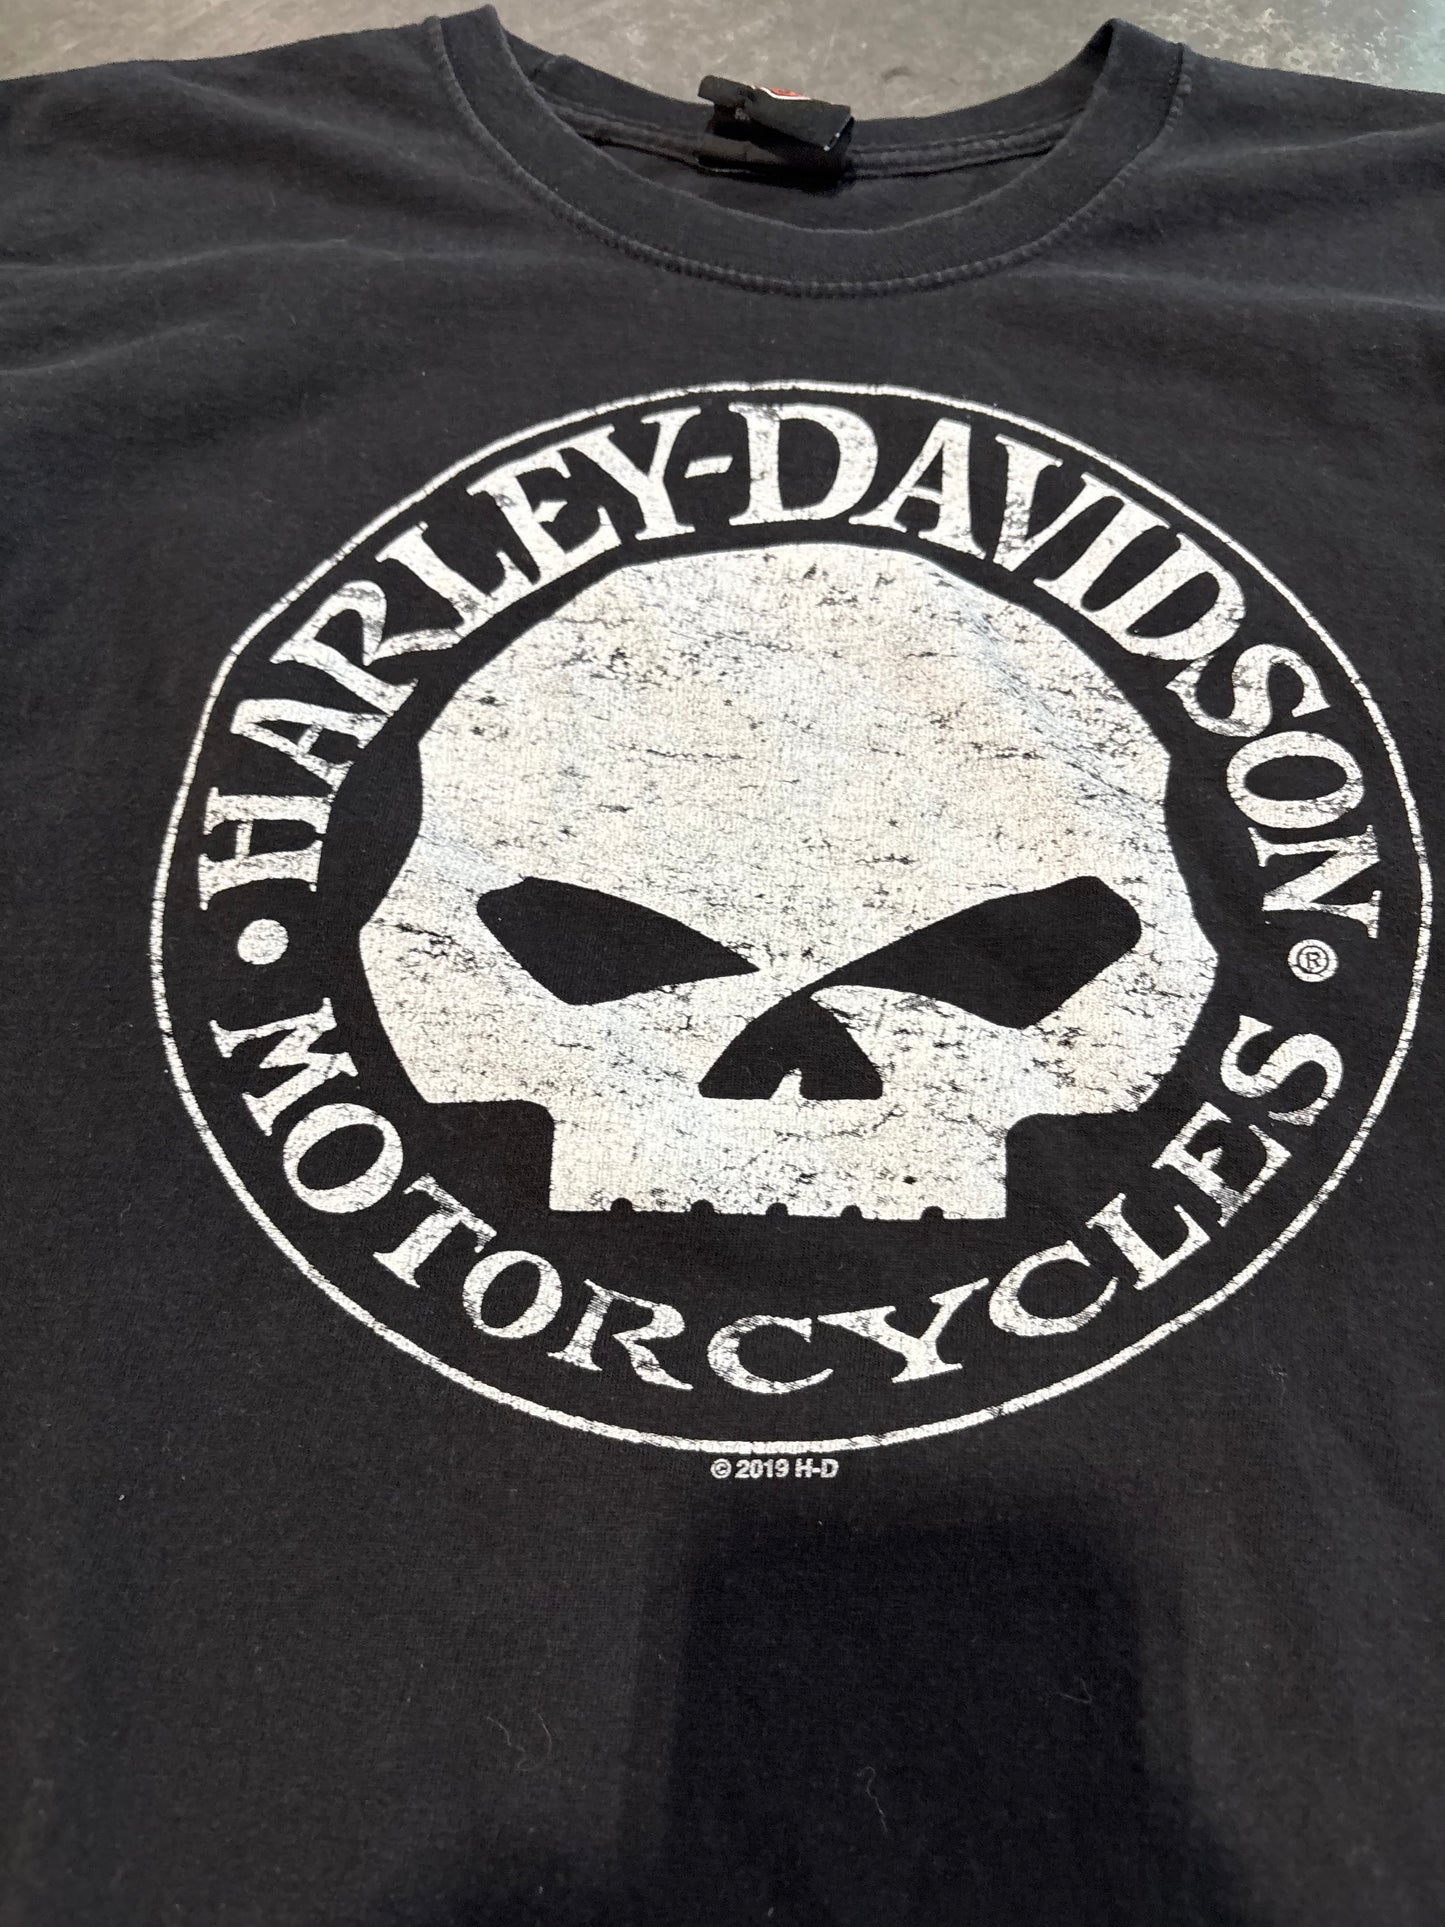 • HARLEY-DAVIDSON •
®
MOTORCYCLES
© 2019 H-D